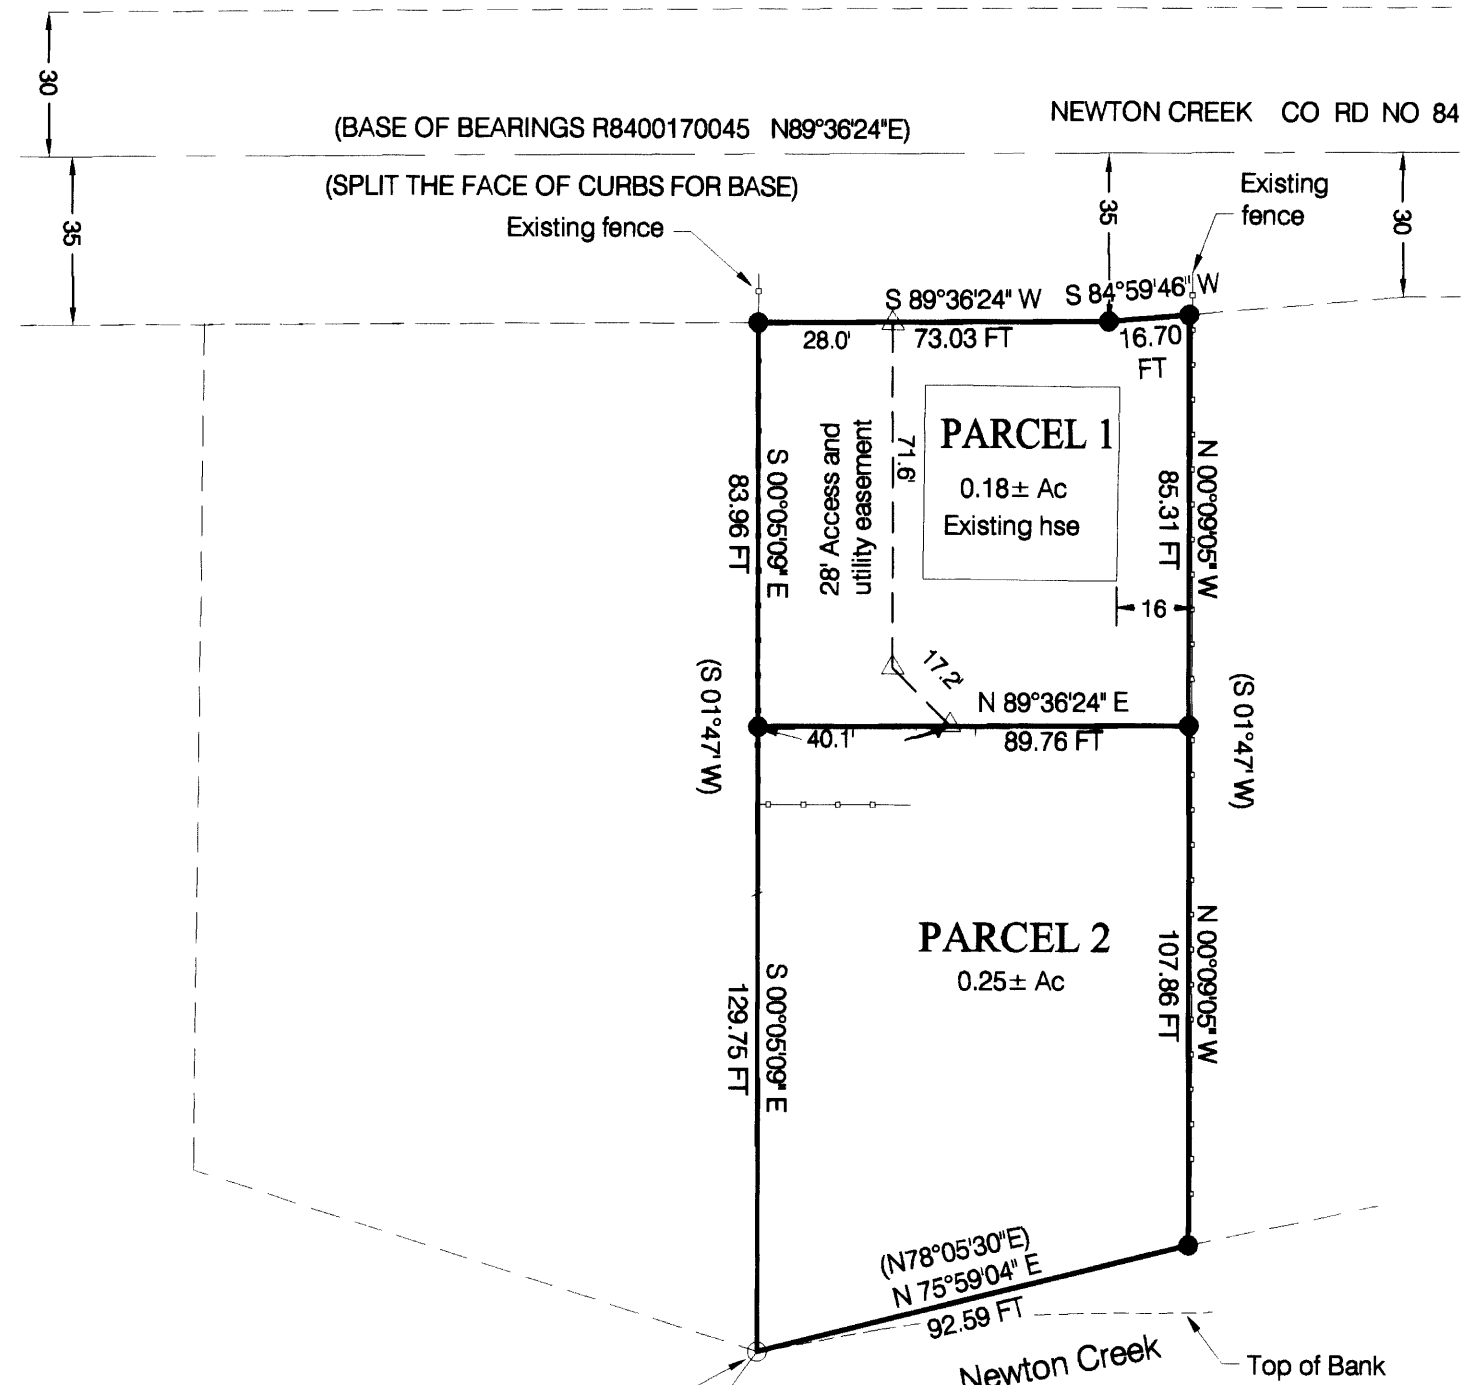 30
(BASE OF BEARINGS R8400170045 N89°36'24"E)
NEWTON CREEK CO RD NO 84
(SPLIT THE FACE OF CURBS FOR BASE)
35
Existing fence
35
Existing
fence
30
S 89°36'24" W
S 84°59'46" W
28.0'
73.03 FT
16.70
FT
PARCEL 1
0.18± Ac
Existing hse
28' Access and
utility easement
71.6'
S 00°05'09" E
83.96 FT
N 00°09'05" W
85.31 FT
16
17.2'
(S 01°47' W)
N 89°36'24" E
40.1'
89.76 FT
(S 01°47' W)
PARCEL 2
0.25± Ac
S 00°05'09" E
129.75 FT
N 00°09'05" W
107.86 FT
(N78°05'30"E)
N 75°59'04" E
92.59 FT
Newton Creek
Top of Bank